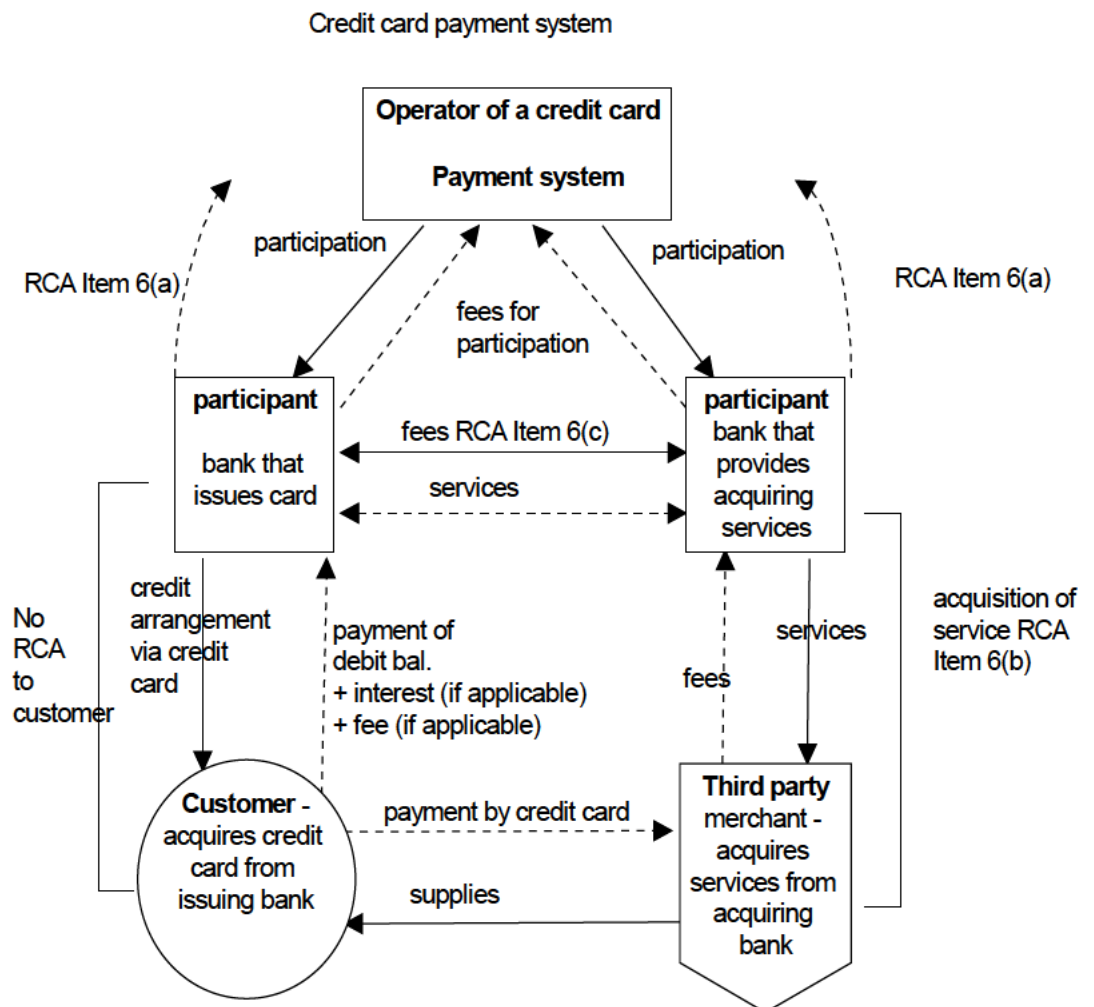 Credit card payment system
Operator of a credit card
Payment system
participation
participation
RCA Item 6(a)
RCA Item 6(a)
fees for
participation
participant
bank that
issues card
participant
bank that
provides
acquiring
services
fees RCA Item 6(c)
services
No
RCA
to
customer
credit
arrangement
via credit
card
payment of
debit bal.
+ interest (if applicable)
+ fee (if applicable)
fees
services
acquisition of
service RCA
Item 6(b)
Customer -
acquires credit
card from
issuing bank
payment by credit card
supplies
Third party
merchant -
acquires
services from
acquiring
bank